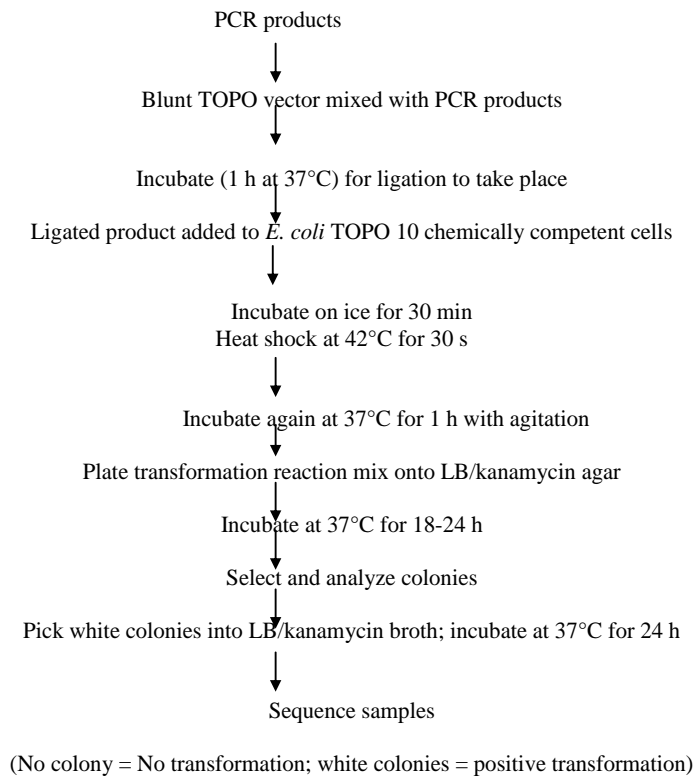 PCR products
Blunt TOPO vector mixed with PCR products
Incubate (1 h at 37°C) for ligation to take place
Ligated product added to E. coli TOPO 10 chemically competent cells
Incubate on ice for 30 min
Heat shock at 42°C for 30 s
Incubate again at 37°C for 1 h with agitation
Plate transformation reaction mix onto LB/kanamycin agar
Incubate at 37°C for 18-24 h
Select and analyze colonies
Pick white colonies into LB/kanamycin broth; incubate at 37°C for 24 h
Sequence samples
(No colony = No transformation; white colonies = positive transformation)